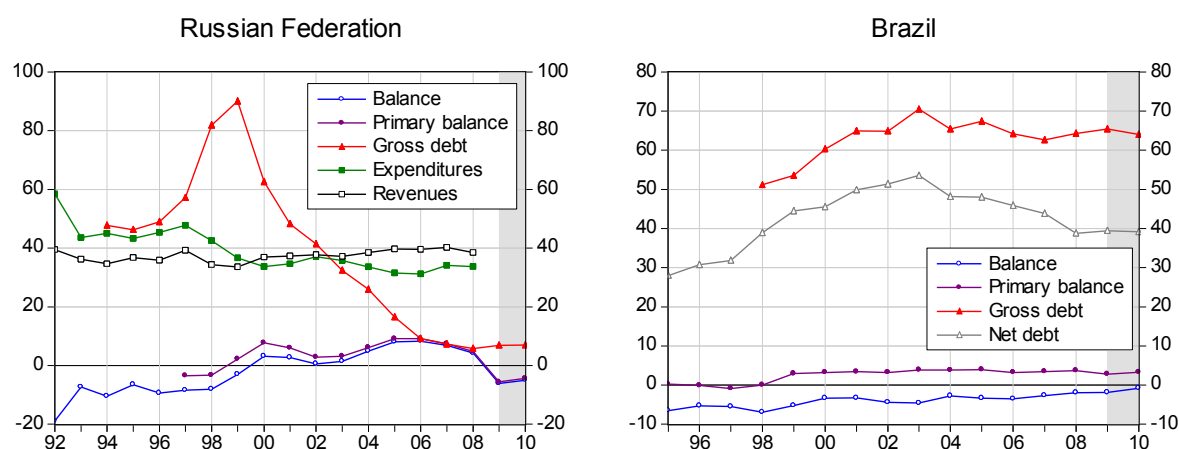 Russian Federation
100
80
60
40
20
0
-20
100
80
60
40
20
0
-20
Balance
Primary balance
Gross debt
Expenditures
Revenues
92 94 96 98 00 02 04 06 08 10
Brazil
80
70
60
50
40
30
20
10
0
-10
80
70
60
50
40
30
20
10
0
-10
Balance
Primary balance
Gross debt
Net debt
96 98 00 02 04 06 08 10